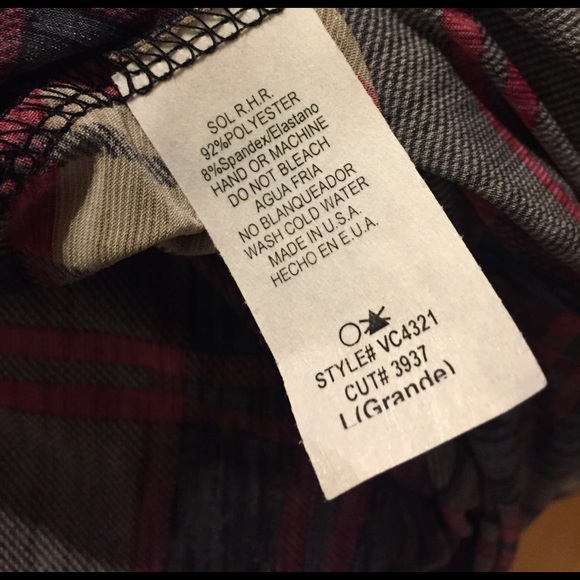 SOL R.H.R.
92%POLYESTER
8%Spandex/Elastano
HAND OR MACHINE
DO NOT BLEACH
AGUA FRIA
NO BLANQUEADOR
WASH COLD WATER
MADE IN U.S.A.
HECHO EN E.U.A.
STYLE# VC4321
CUT# 3937
L(Grande)